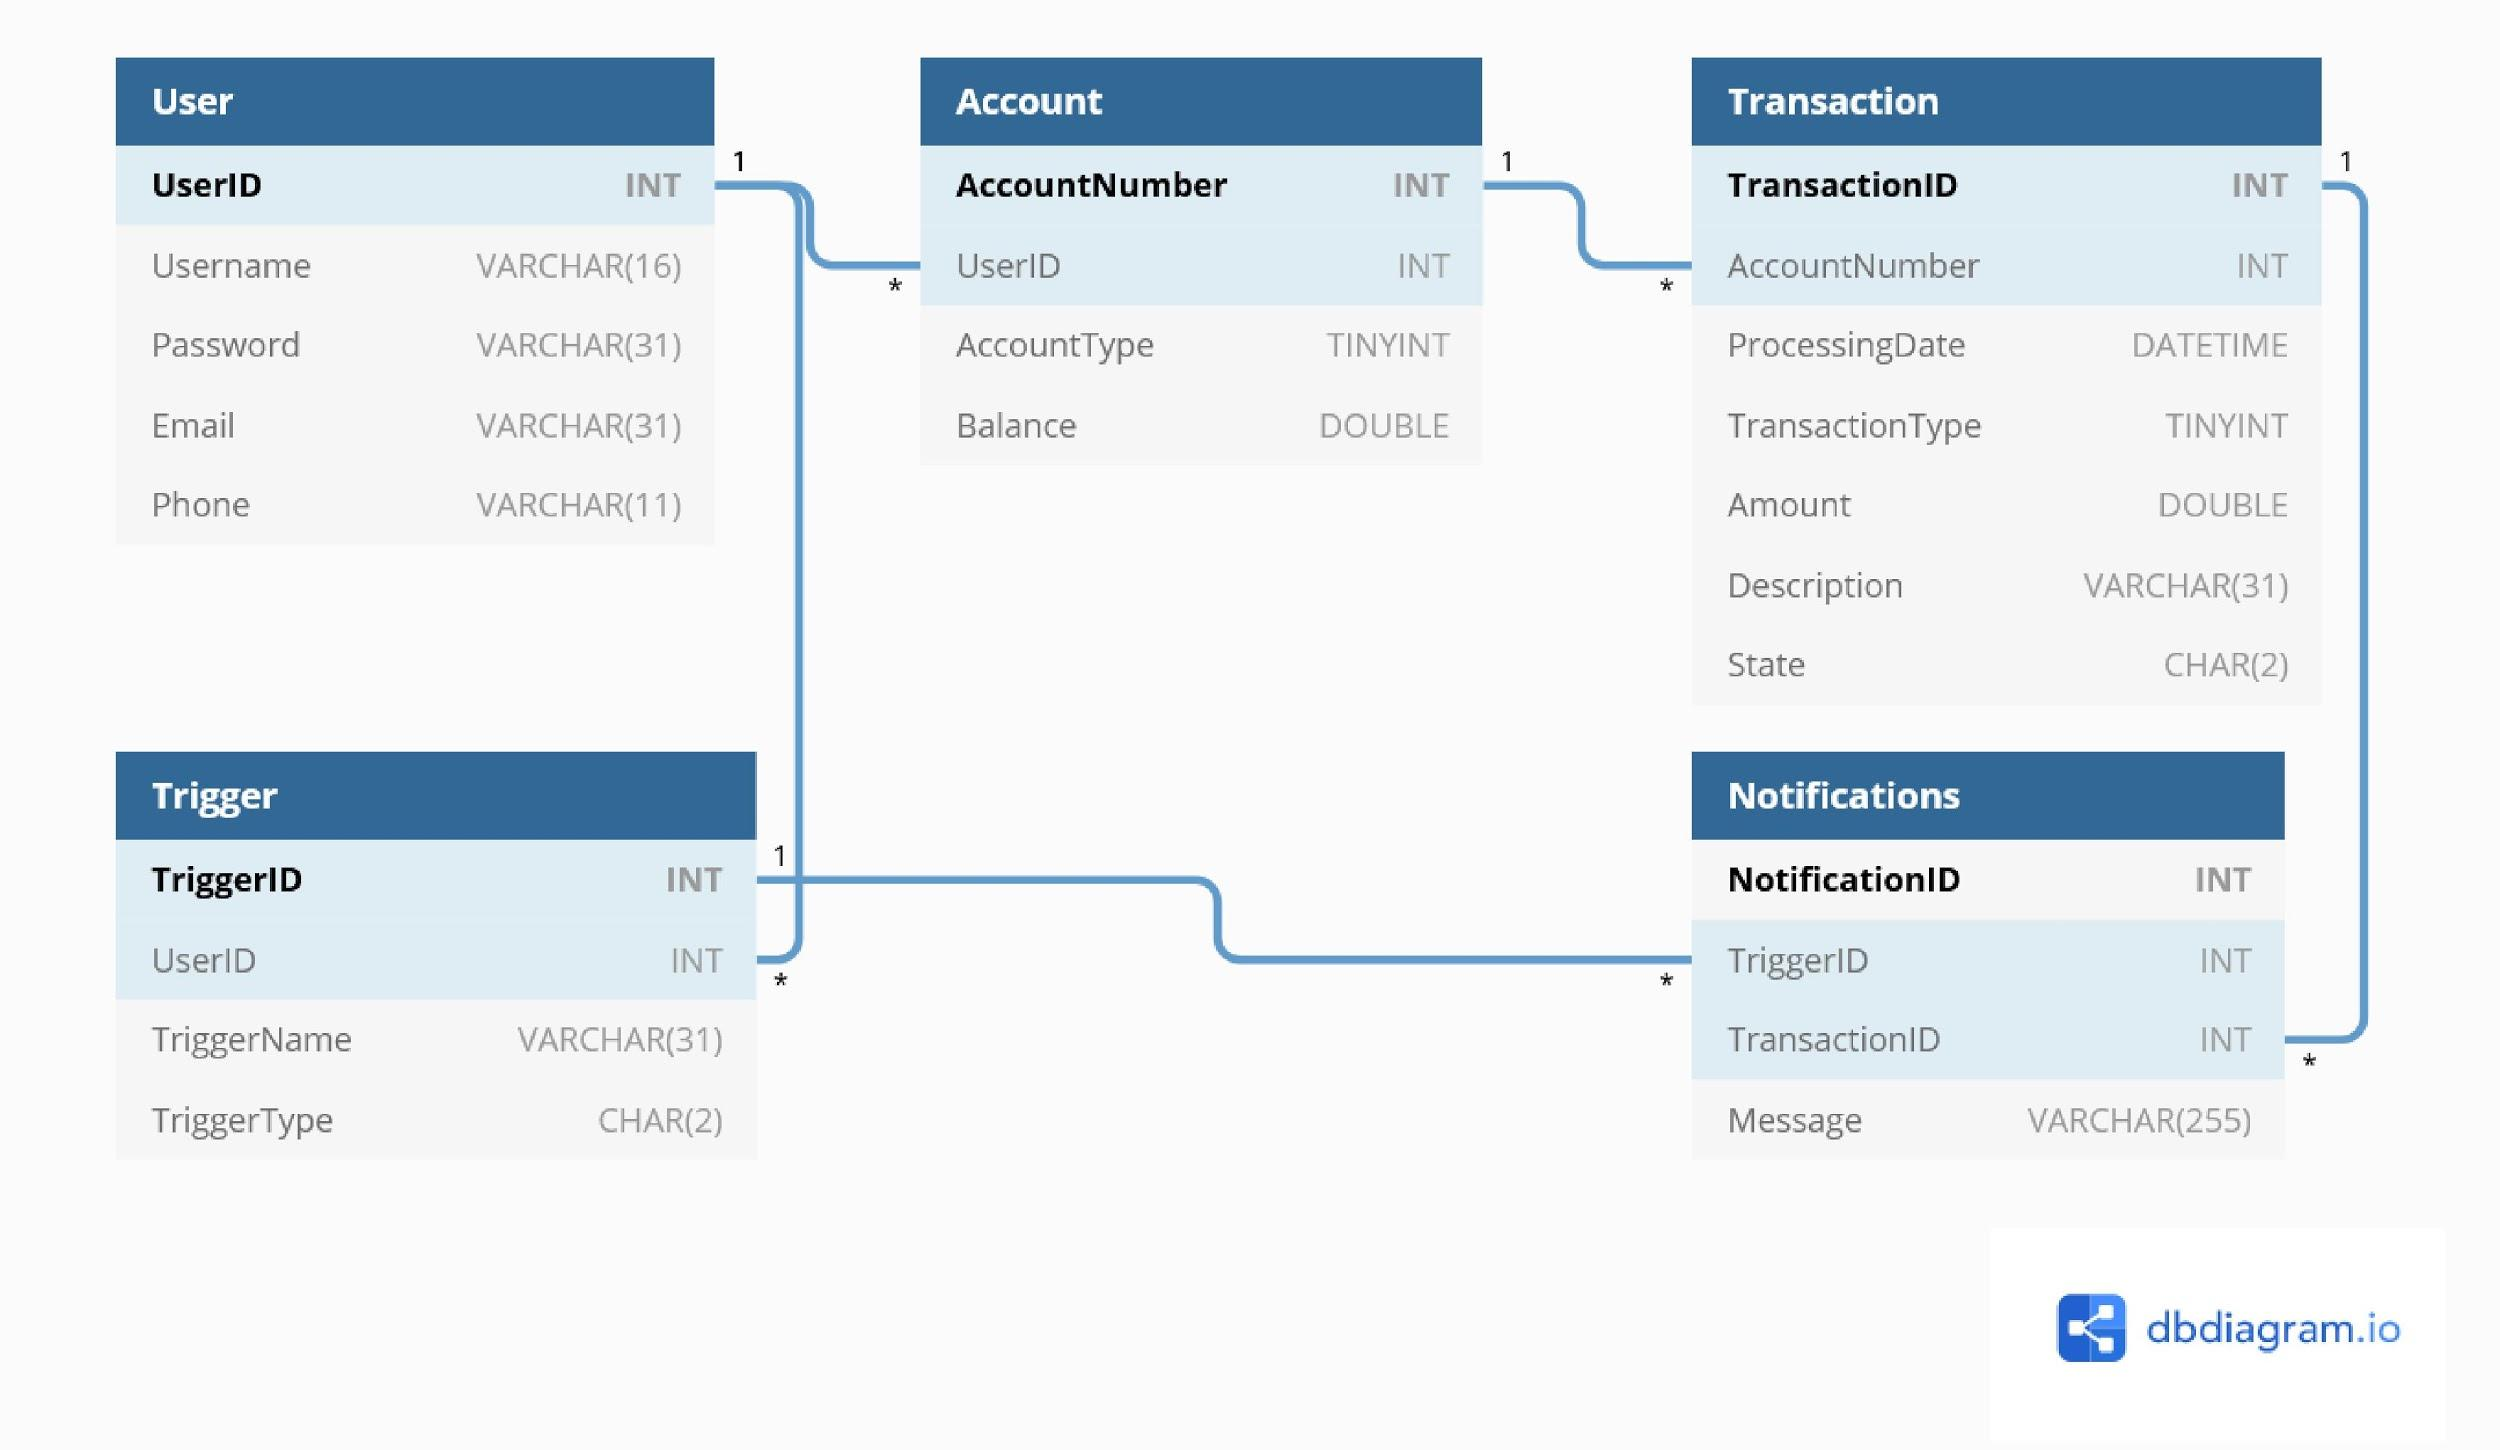 User
UserID INT
Username VARCHAR(16)
Password VARCHAR(31)
Email VARCHAR(31)
Phone VARCHAR(11)
1
*
Account
AccountNumber INT
UserID INT
AccountType TINYINT
Balance DOUBLE
1
*
Transaction
TransactionID INT
AccountNumber INT
ProcessingDate DATETIME
TransactionType TINYINT
Amount DOUBLE
Description VARCHAR(31)
State CHAR(2)
1
Trigger
TriggerID INT
UserID INT
TriggerName VARCHAR(31)
TriggerType CHAR(2)
1
*
*
Notifications
NotificationID INT
TriggerID INT
TransactionID INT
Message VARCHAR(255)
*
dbdiagram.io